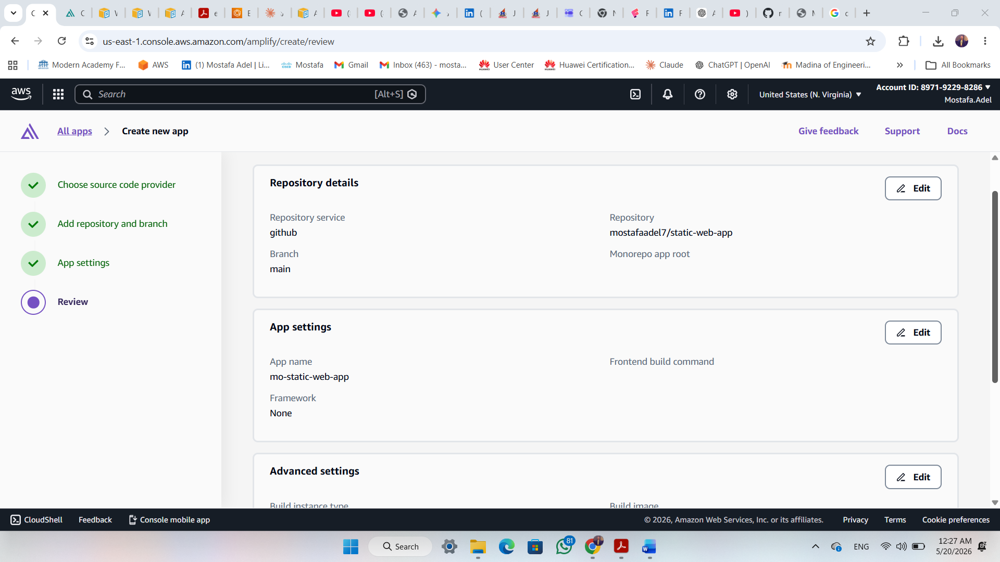 us-east-1.console.aws.amazon.com/amplify/create/review
Modern Academy F...
AWS
(1) Mostafa Adel | Li...
Mostafa
Gmail
Inbox (463) - mosta...
User Center
Huawei Certification...
Claude
ChatGPT | OpenAI
Madina of Engineeri...
All Bookmarks
aws
Search
[Alt+S]
United States (N. Virginia)
Account ID: 8971-9229-8286
Mostafa.Adel
All apps
Create new app
Give feedback
Support
Docs
Choose source code provider
Add repository and branch
App settings
Review
Repository details
Edit
Repository service
github
Repository
mostafaadel7/static-web-app
Branch
main
Monorepo app root
App settings
Edit
App name
mo-static-web-app
Frontend build command
Framework
None
Advanced settings
Edit
Build instance type
Build image
CloudShell
Feedback
Console mobile app
© 2026, Amazon Web Services, Inc. or its affiliates.
Privacy
Terms
Cookie preferences
Search
81
ENG
12:27 AM
5/20/2026